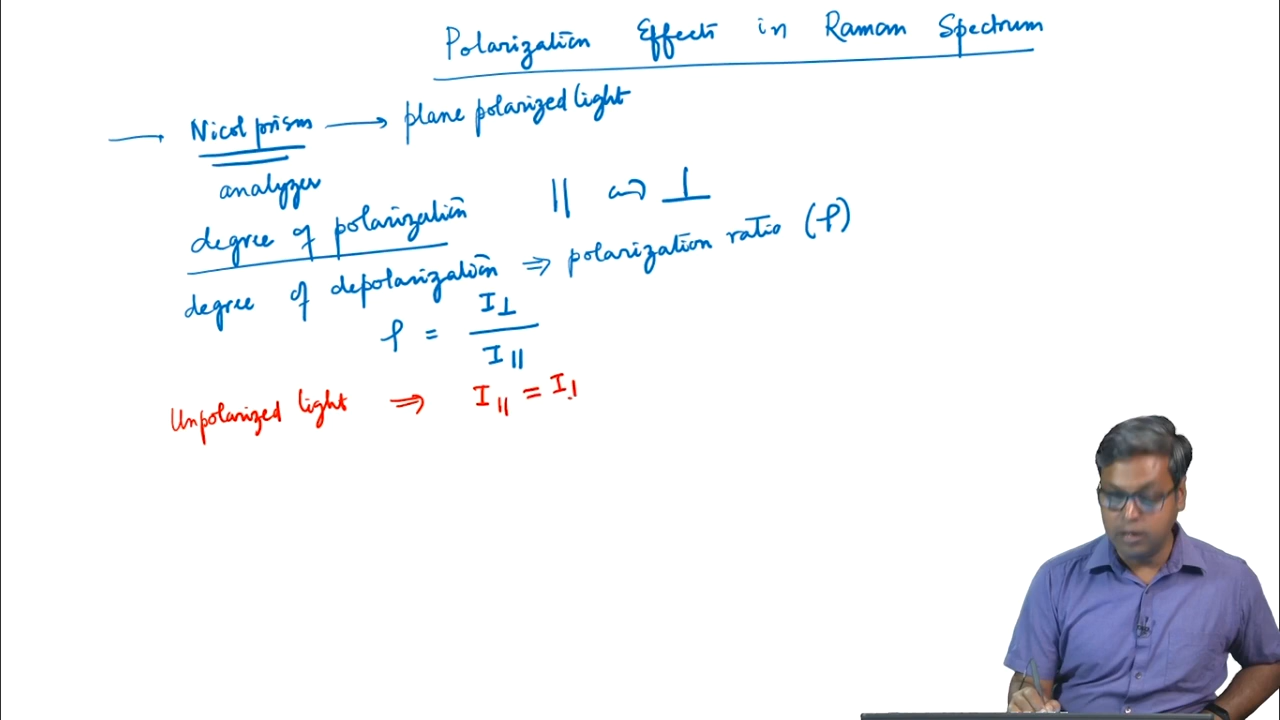 Polarization Effects in Raman Spectrum
→ Nicol prism → plane polarized light
analyzer
degree of polarization || and ⊥
degree of depolarization ⇒ polarization ratio (ρ)
ρ = I⊥ / I||
Unpolarized light ⇒ I|| = I⊥